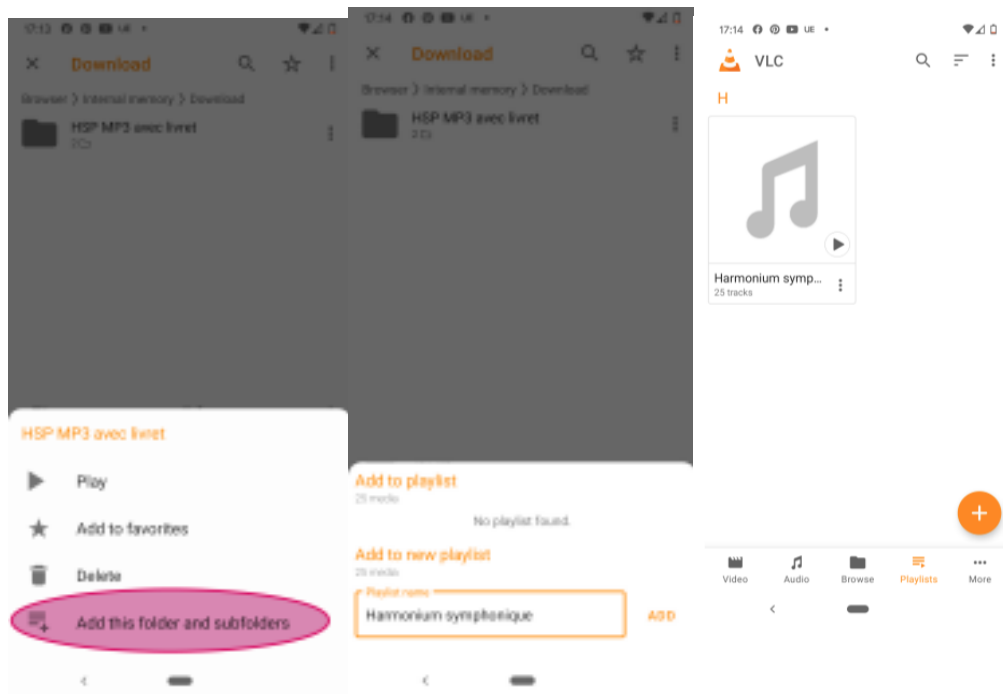 17:13 UE
Download
Browser > Internal memory > Download
HSP MP3 avec livret
HSP MP3 avec livret
Play
Add to favorites
Delete
Add this folder and subfolders
17:14 UE
Download
Browser > Internal memory > Download
HSP MP3 avec livret
Add to playlist
25 media
No playlist found.
Add to new playlist
25 media
Playlist name
Harmonium symphonique
ADD
17:14 UE
VLC
H
Harmonium symp...
25 tracks
Video Audio Browse Playlists More